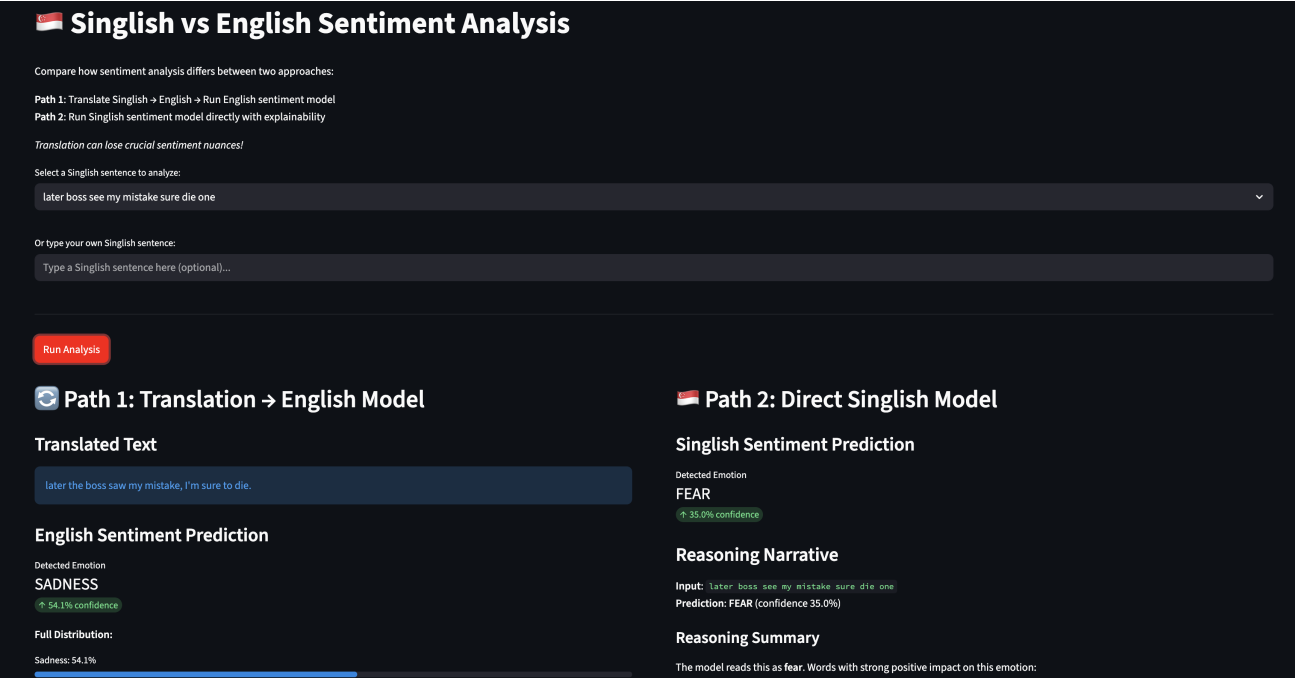 🇸🇬 Singlish vs English Sentiment Analysis
Compare how sentiment analysis differs between two approaches:
Path 1: Translate Singlish → English → Run English sentiment model
Path 2: Run Singlish sentiment model directly with explainability
Translation can lose crucial sentiment nuances!
Select a Singlish sentence to analyze:
later boss see my mistake sure die one
Or type your own Singlish sentence:
Type a Singlish sentence here (optional)...
Run Analysis
🔄 Path 1: Translation → English Model
Translated Text
later the boss saw my mistake, I'm sure to die.
English Sentiment Prediction
Detected Emotion
SADNESS
↑ 54.1% confidence
Full Distribution:
Sadness: 54.1%
🇸🇬 Path 2: Direct Singlish Model
Singlish Sentiment Prediction
Detected Emotion
FEAR
↑ 35.0% confidence
Reasoning Narrative
Input: later boss see my mistake sure die one
Prediction: FEAR (confidence 35.0%)
Reasoning Summary
The model reads this as fear. Words with strong positive impact on this emotion: